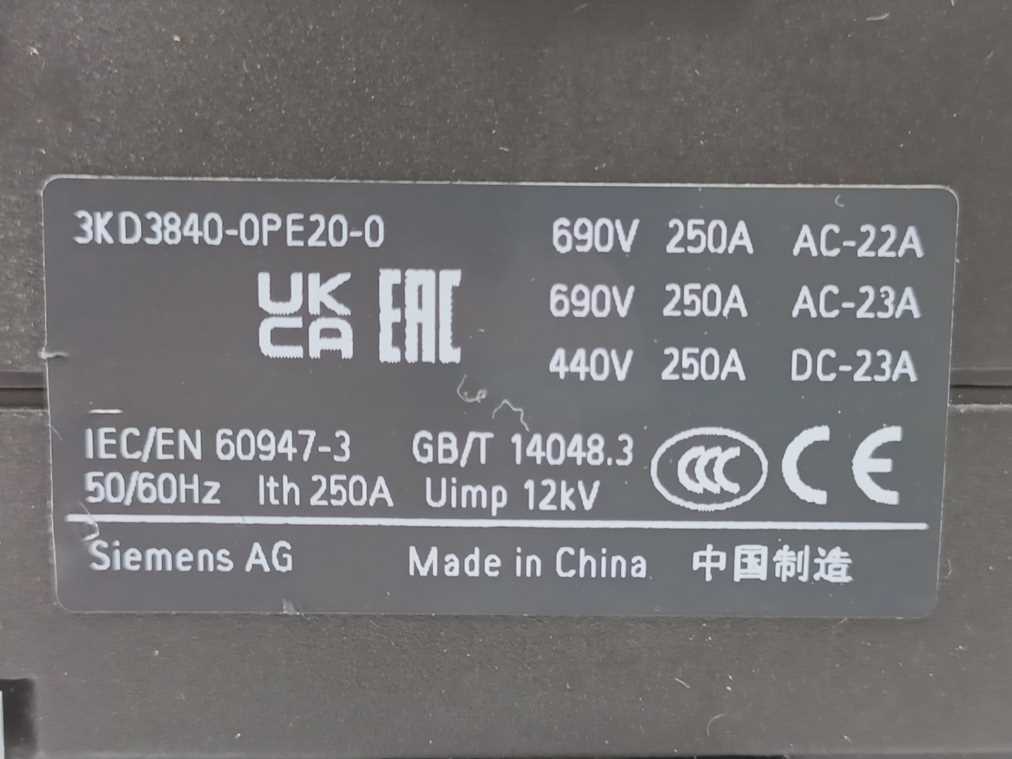 3KD3840-0PE20-0
690V 250A AC-22A
690V 250A AC-23A
440V 250A DC-23A
UK
CA
EAC
IEC/EN 60947-3 GB/T 14048.3
50/60Hz Ith 250A Uimp 12kV
CCC CE
Siemens AG Made in China 中国制造